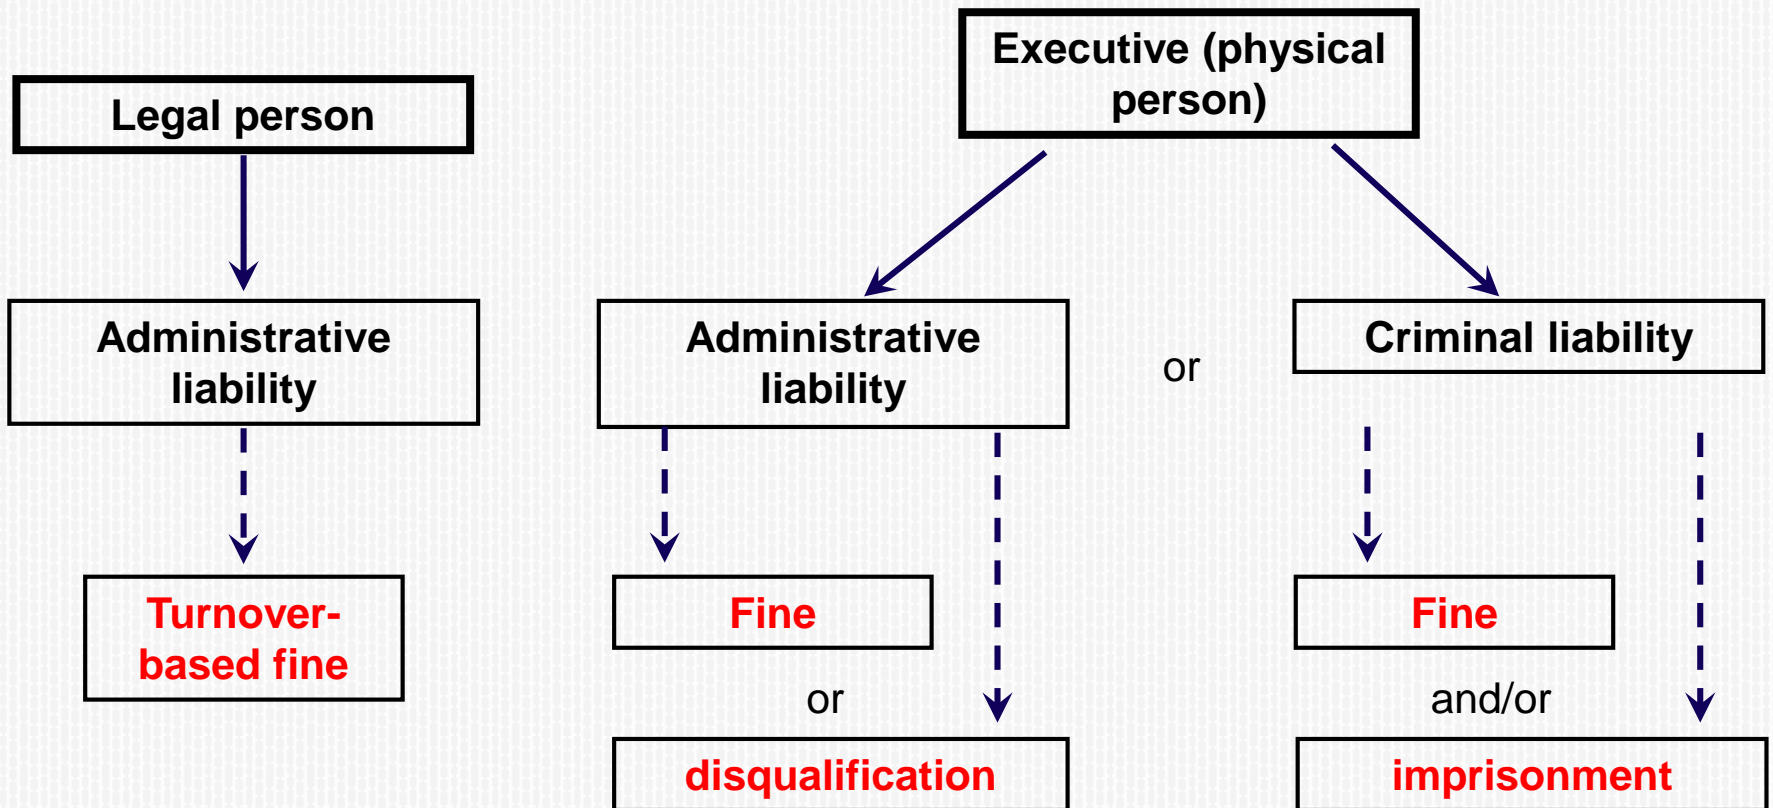 Executive (physical
person)
Legal person
Administrative
liability
Administrative
liability
or
Criminal liability
Turnover-
based fine
Fine
or
disqualification
Fine
and/or
imprisonment